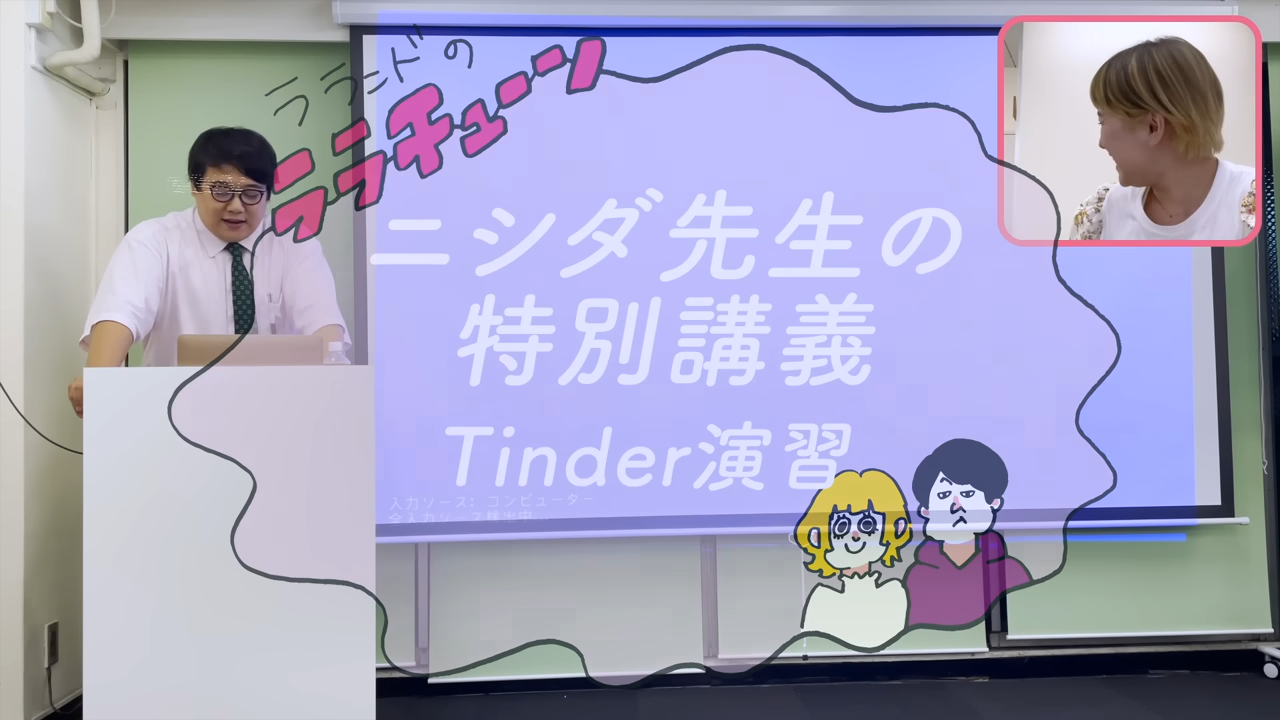 ララランドの
ララチューン
ニシダ先生の
特別講義
Tinder演習
入力ソース: コンピューター